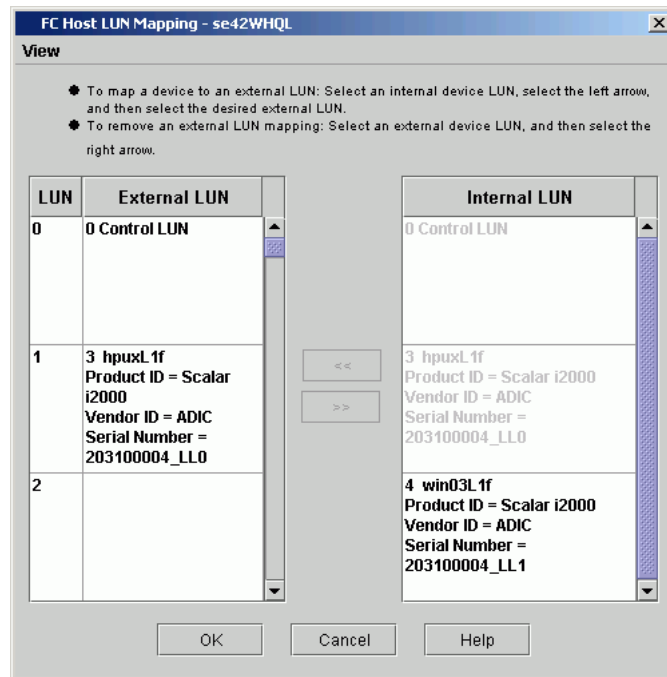 FC Host LUN Mapping - se42WHQL
View
To map a device to an external LUN: Select an internal device LUN, select the left arrow,
and then select the desired external LUN.
To remove an external LUN mapping: Select an external device LUN, and then select the
right arrow.
LUN External LUN
0 0 Control LUN
1 3 hpuxL1f
Product ID = Scalar
i2000
Vendor ID = ADIC
Serial Number =
203100004_LL0
2
<<
>>
Internal LUN
0 Control LUN
3 hpuxL1f
Product ID = Scalar i2000
Vendor ID = ADIC
Serial Number =
203100004_LL0
4 win03L1f
Product ID = Scalar i2000
Vendor ID = ADIC
Serial Number =
203100004_LL1
OK Cancel Help